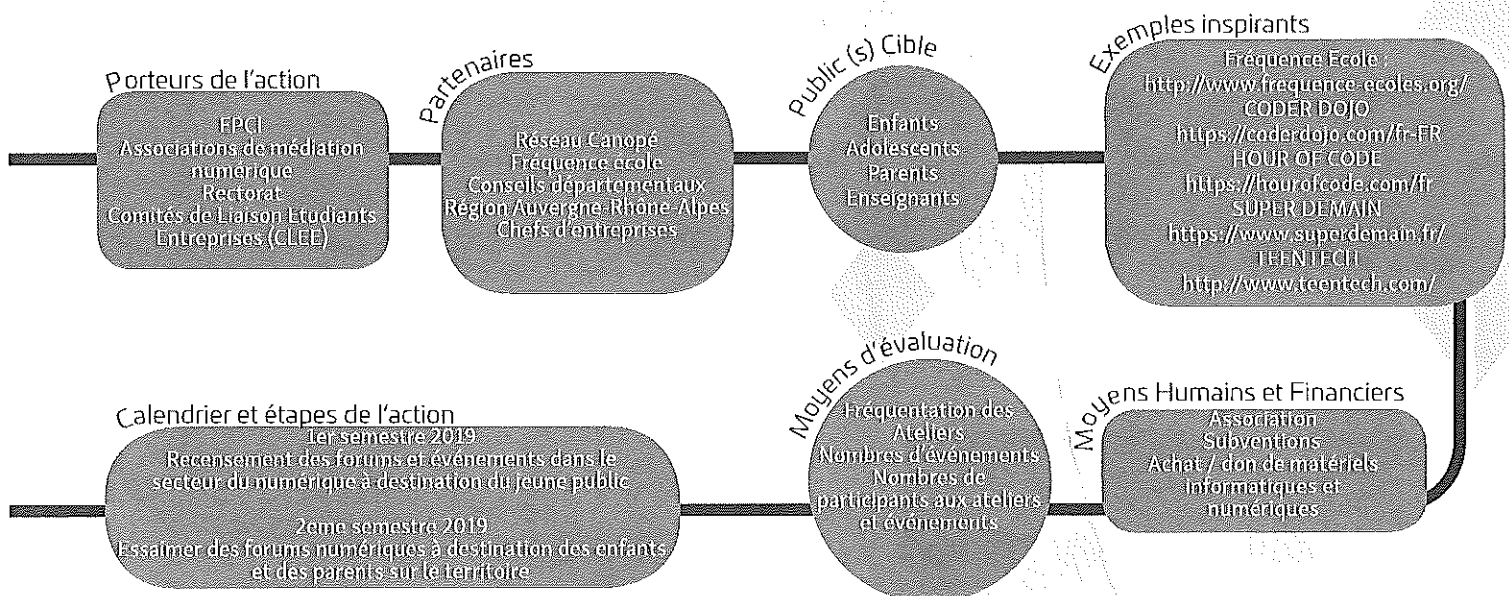 Porteurs de l'action
EPCI
Associations de médiation
numérique
Rectorat
Comités de Liaison Etudiants
Entreprises (CLEE)
Partenaires
Réseau Canopé
Fréquence ecole
Conseils départementaux
Région Auvergne-Rhône-Alpes
Chefs d'entreprises
Public (s) Cible
Enfants
Adolescents
Parents
Enseignants
Exemples inspirants
Fréquence Ecole :
http://www.frequence-ecoles.org/
CODER DOJO
https://coderdojo.com/fr-FR
HOUR OF CODE
https://hourofcode.com/fr
SUPER DEMAIN
https://www.superdemain.fr/
TEENTECH
http://www.teentech.com/
Moyens Humains et Financiers
Association
Subventions
Achat / don de matériels
informatiques et
numériques
Moyens d'évaluation
Fréquentation des
Ateliers
Nombres d'événements
Nombres de
participants aux ateliers
et événements
Calendrier et étapes de l'action
1er semestre 2019
Recensement des forums et événements dans le
secteur du numérique à destination du jeune public
2eme semestre 2019
Essaimer des forums numériques à destination des enfants
et des parents sur le territoire